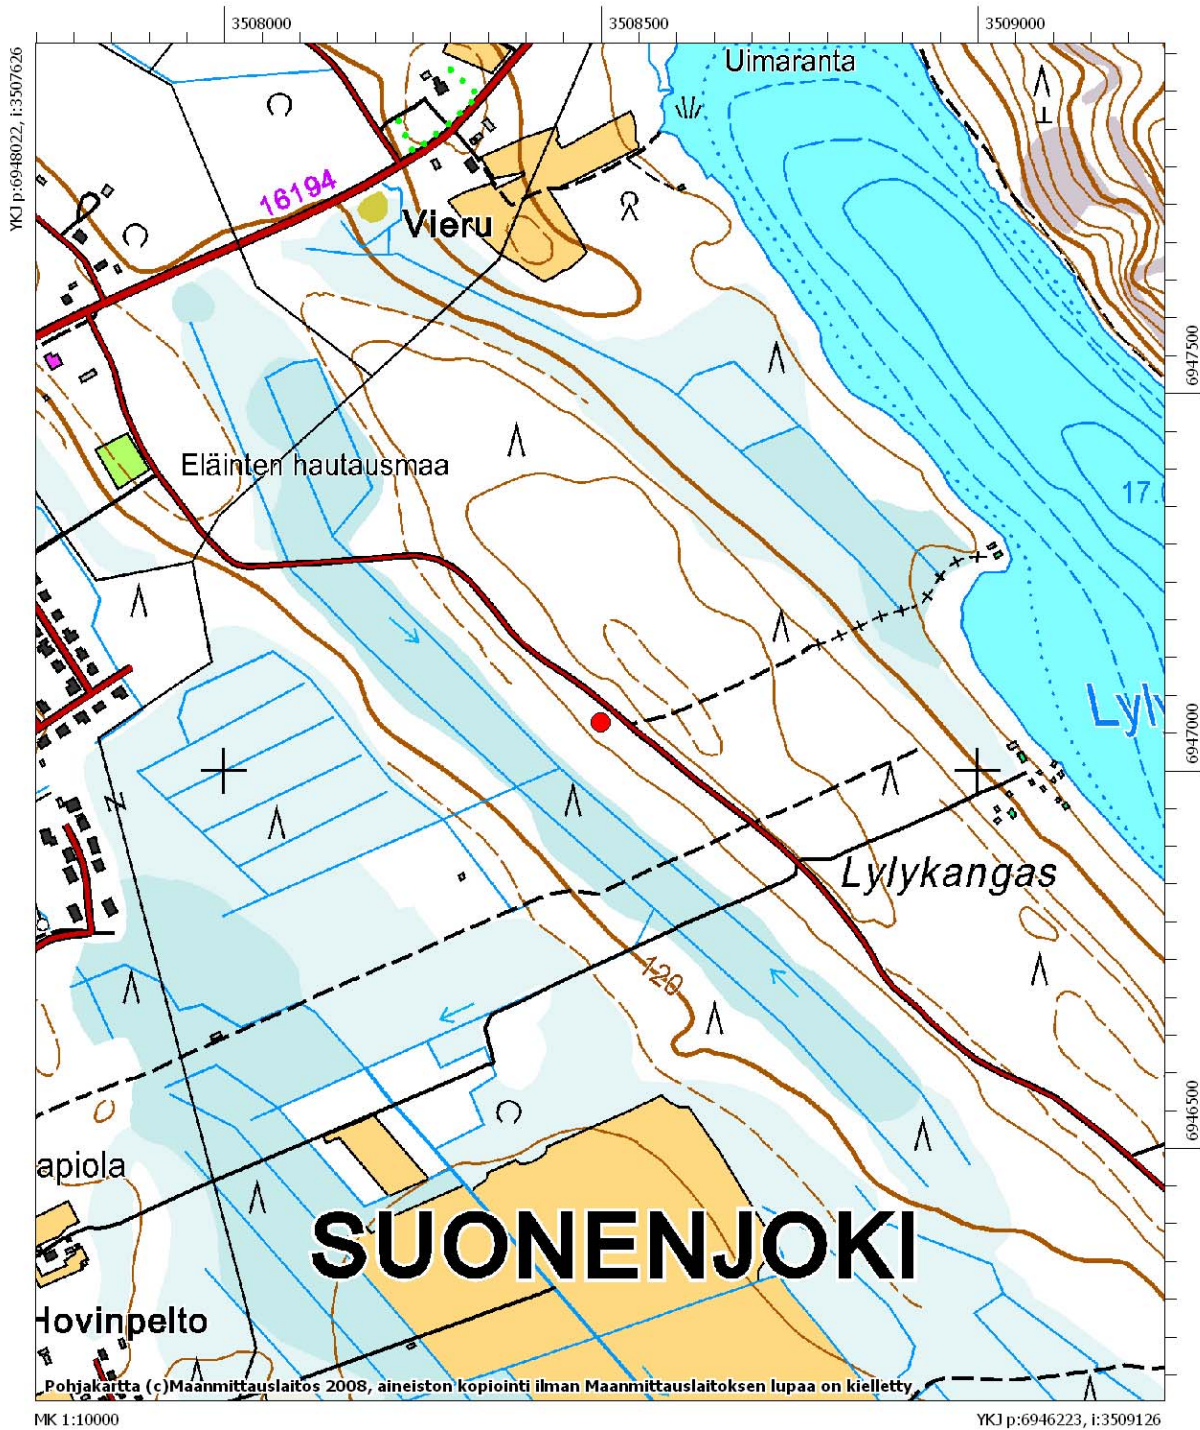 3508000
3508500
3509000
YKJ p:6948022, i:3507626
Uimaranta
16194
Vieru
6947500
Eläinten hautausmaa
17.
Lyly
6947000
Lylykangas
120
6946500
apiola
SUONENJOKI
Hovinpelto
Pohjakartta (c)Maanmittauslaitos 2008, aineiston kopiointi ilman Maanmittauslaitoksen lupaa on kielletty
MK 1:10000
YKJ p:6946223, i:3509126